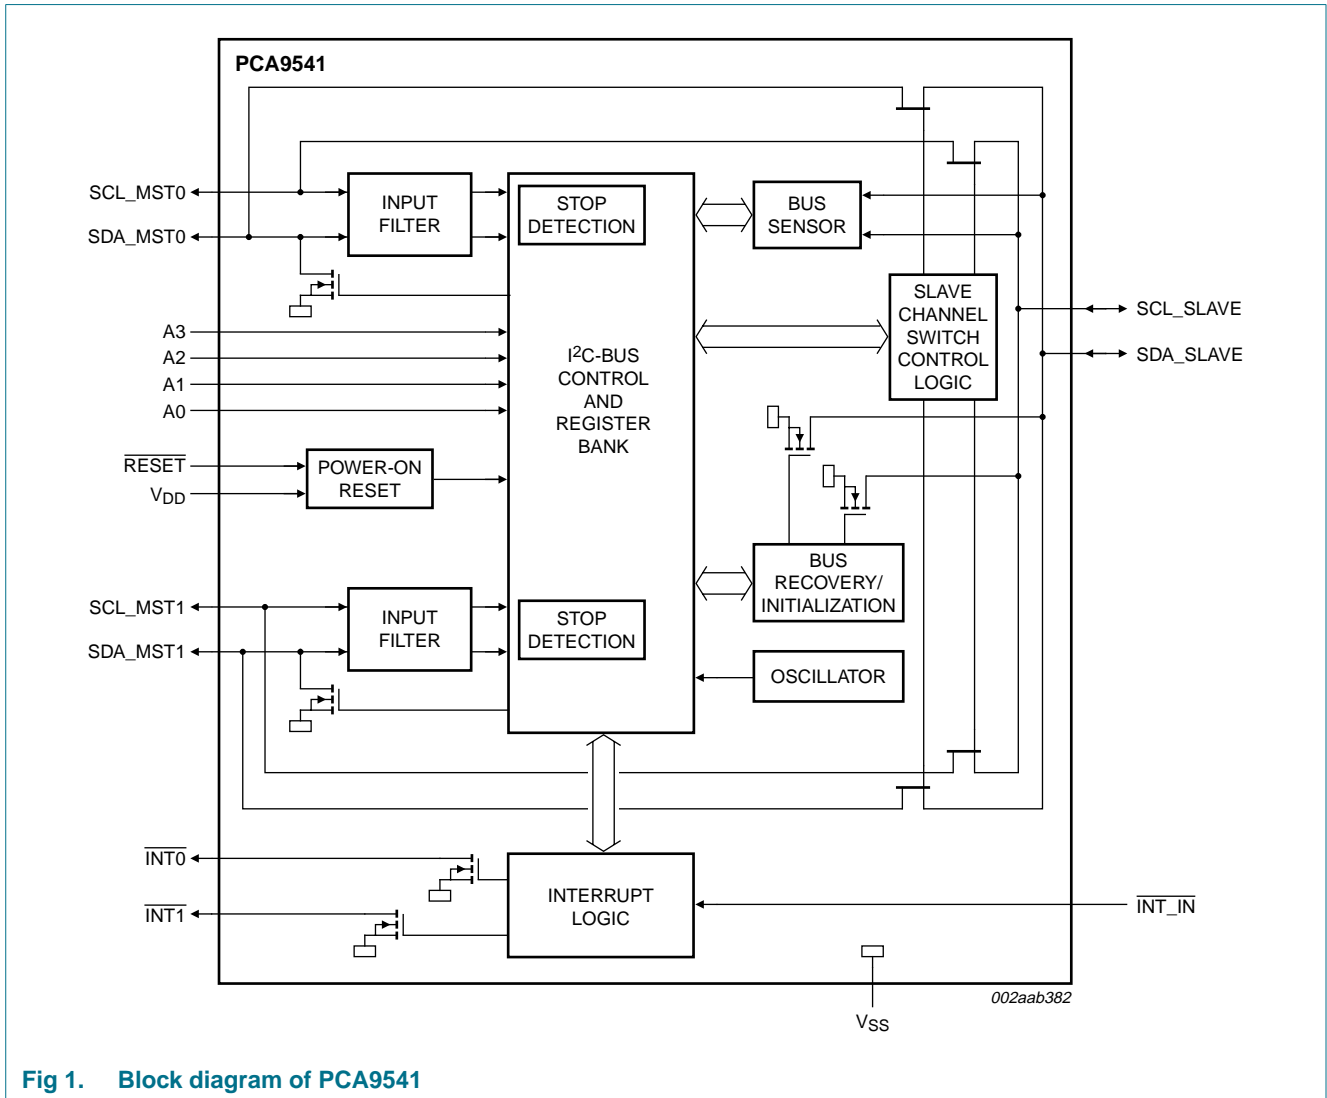 PCA9541
SCL_MST0
SDA_MST0
INPUT
FILTER
STOP
DETECTION
BUS
SENSOR
SLAVE
CHANNEL
SWITCH
CONTROL
LOGIC
SCL_SLAVE
SDA_SLAVE
A3
A2
A1
A0
I2C-BUS
CONTROL
AND
REGISTER
BANK
RESET
VDD
POWER-ON
RESET
BUS
RECOVERY/
INITIALIZATION
SCL_MST1
SDA_MST1
INPUT
FILTER
STOP
DETECTION
OSCILLATOR
INT0
INT1
INTERRUPT
LOGIC
INT_IN
VSS
002aab382
Fig 1. Block diagram of PCA9541